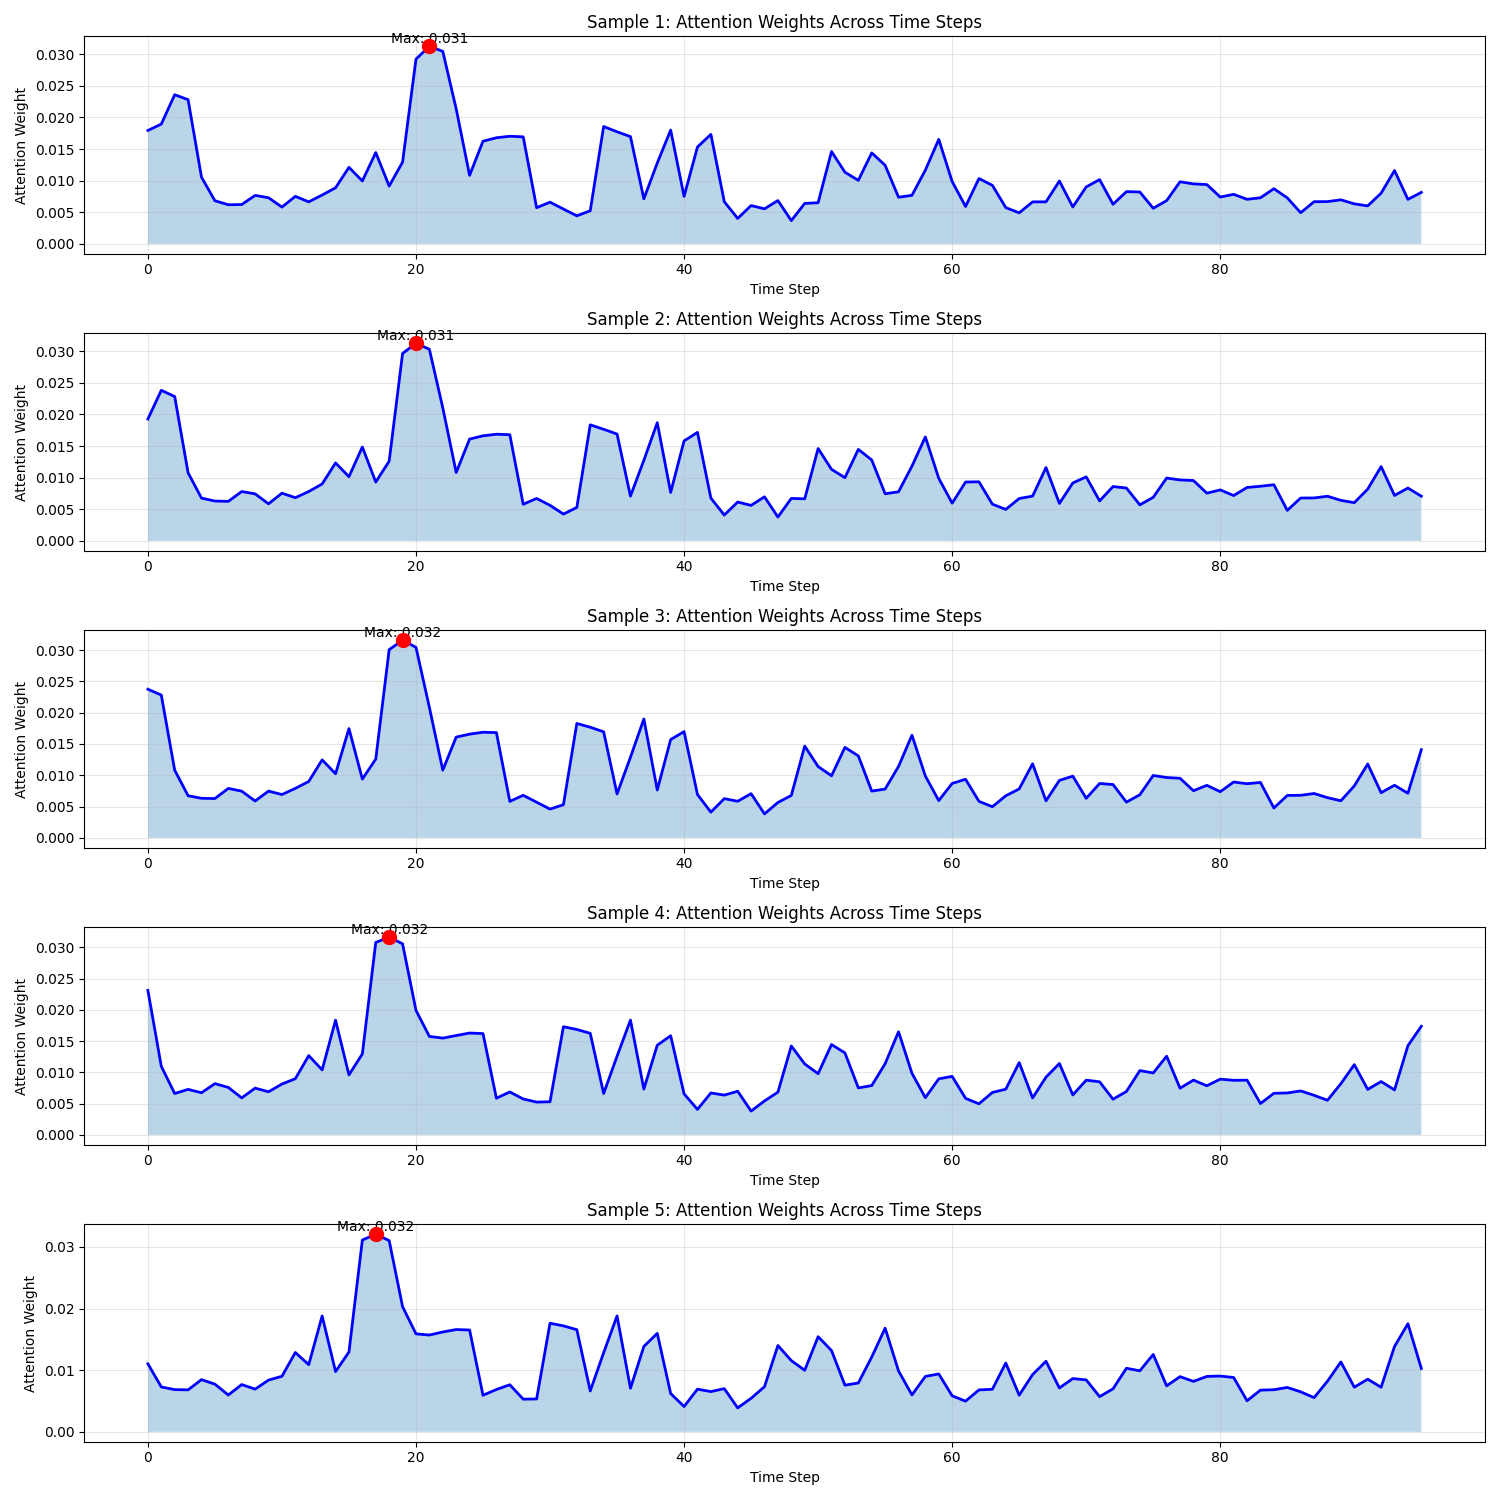 Sample 1: Attention Weights Across Time Steps
Max: 0.031
Attention Weight
0.030
0.025
0.020
0.015
0.010
0.005
0.000
0 20 40 60 80
Time Step
Sample 2: Attention Weights Across Time Steps
Max: 0.031
Attention Weight
0.030
0.025
0.020
0.015
0.010
0.005
0.000
0 20 40 60 80
Time Step
Sample 3: Attention Weights Across Time Steps
Max: 0.032
Attention Weight
0.030
0.025
0.020
0.015
0.010
0.005
0.000
0 20 40 60 80
Time Step
Sample 4: Attention Weights Across Time Steps
Max: 0.032
Attention Weight
0.030
0.025
0.020
0.015
0.010
0.005
0.000
0 20 40 60 80
Time Step
Sample 5: Attention Weights Across Time Steps
Max: 0.032
Attention Weight
0.03
0.02
0.01
0.00
0 20 40 60 80
Time Step